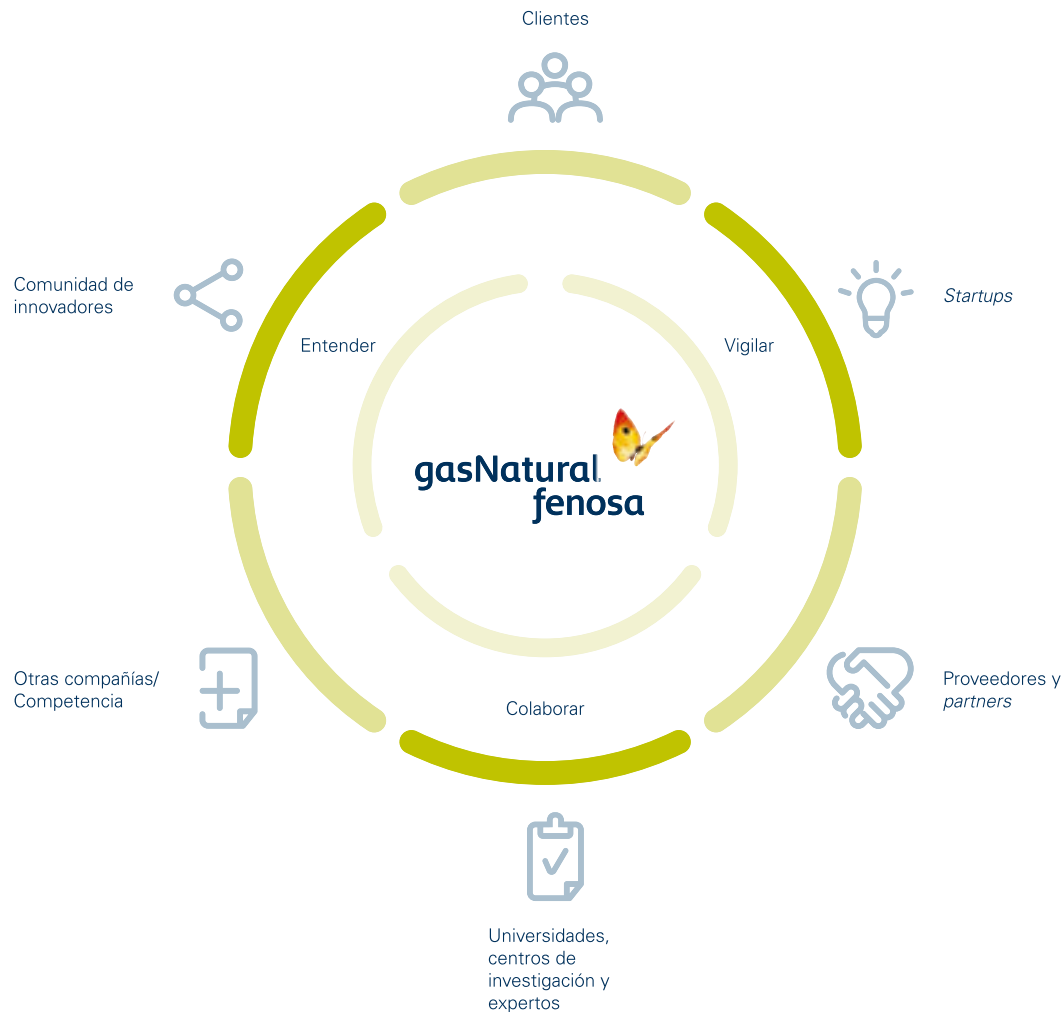 Clientes
Comunidad de
innovadores
Startups
Entender
Vigilar
gasNatural
fenosa
Otras compañías/
Competencia
Proveedores y
partners
Colaborar
Universidades,
centros de
investigación y
expertos